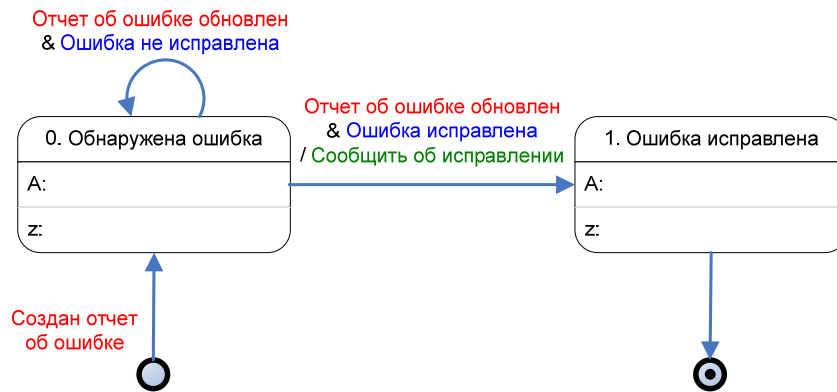 Отчет об ошибке обновлен
& Ошибка не исправлена
0. Обнаружена ошибка
A:
z:
Отчет об ошибке обновлен
& Ошибка исправлена
/ Сообщить об исправлении
1. Ошибка исправлена
A:
z:
Создан отчет
об ошибке